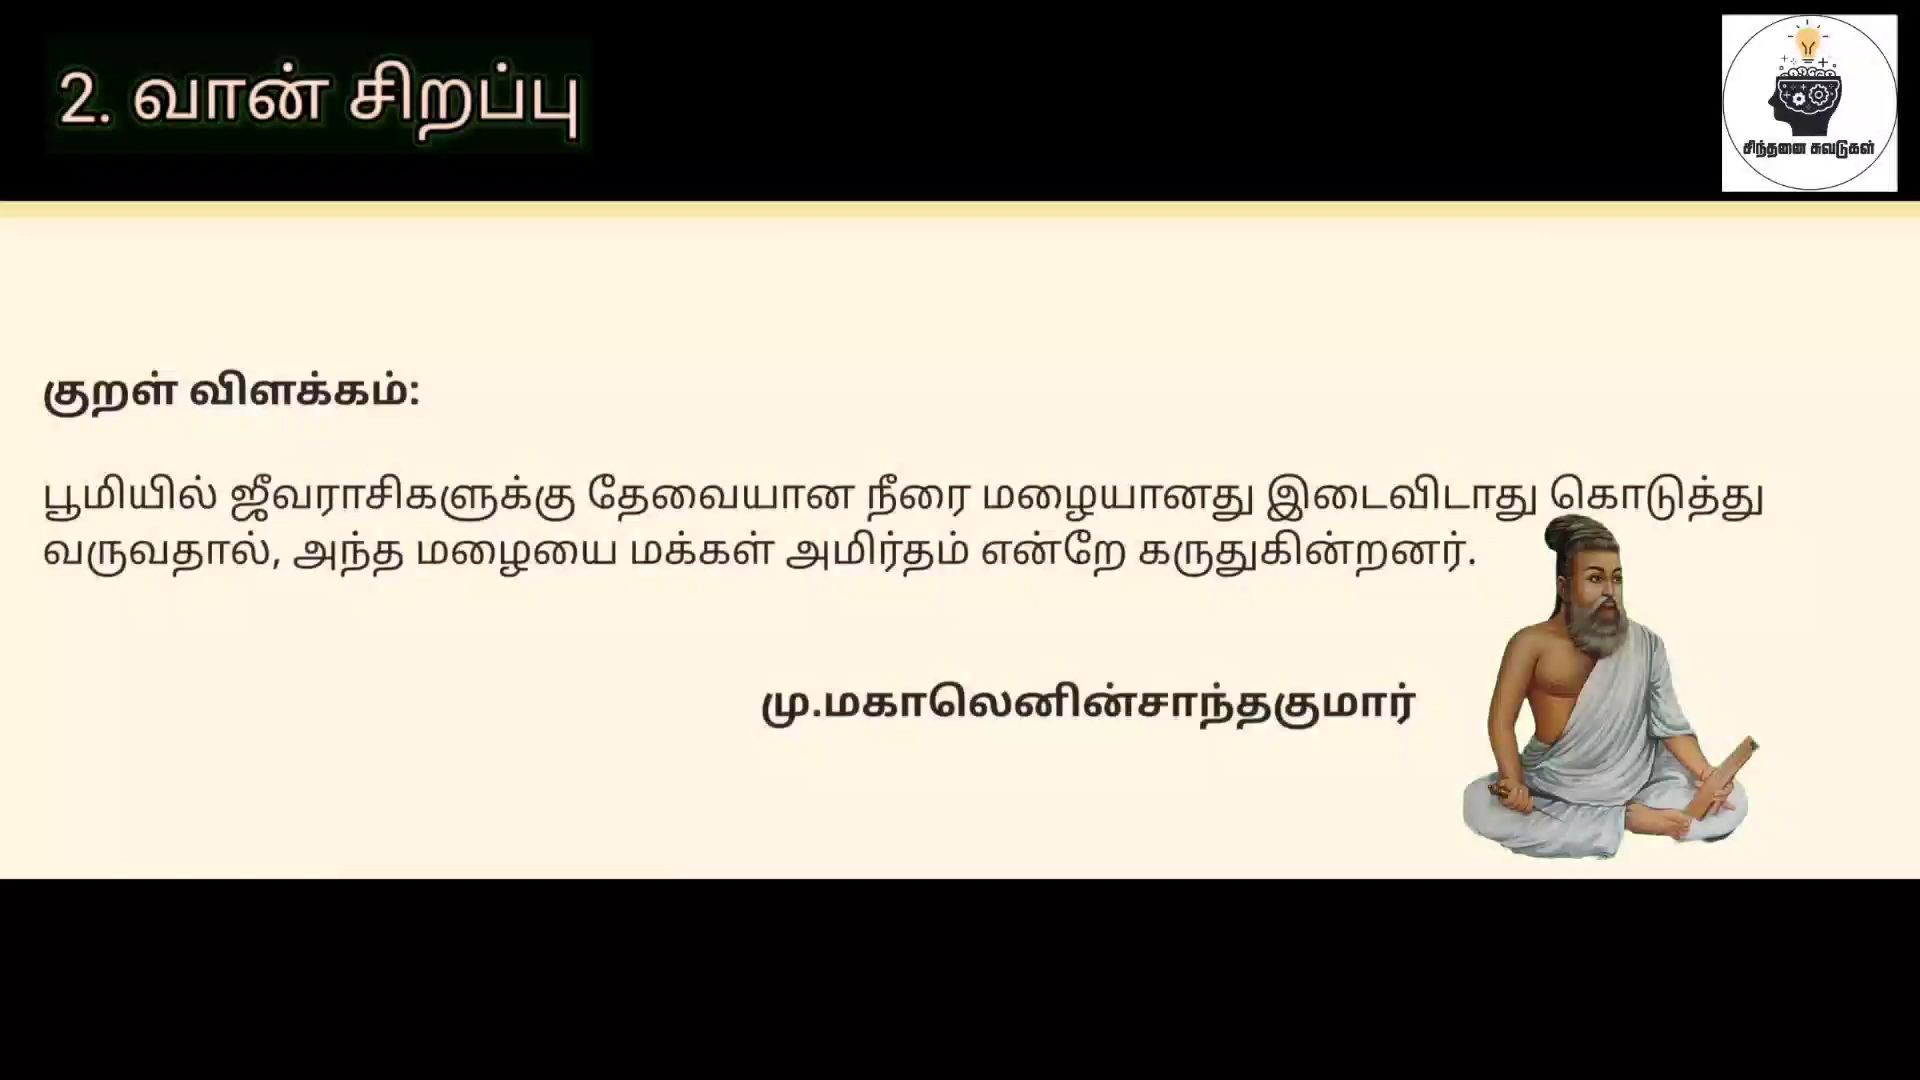 2. வான் சிறப்பு
சிந்தனை சுவடுகள்
குறள் விளக்கம்:
பூமியில் ஜீவராசிகளுக்கு தேவையான நீரை மழையானது இடைவிடாது கொடுத்து
வருவதால், அந்த மழையை மக்கள் அமிர்தம் என்றே கருதுகின்றனர்.
மு.மகாலெனின்சாந்தகுமார்